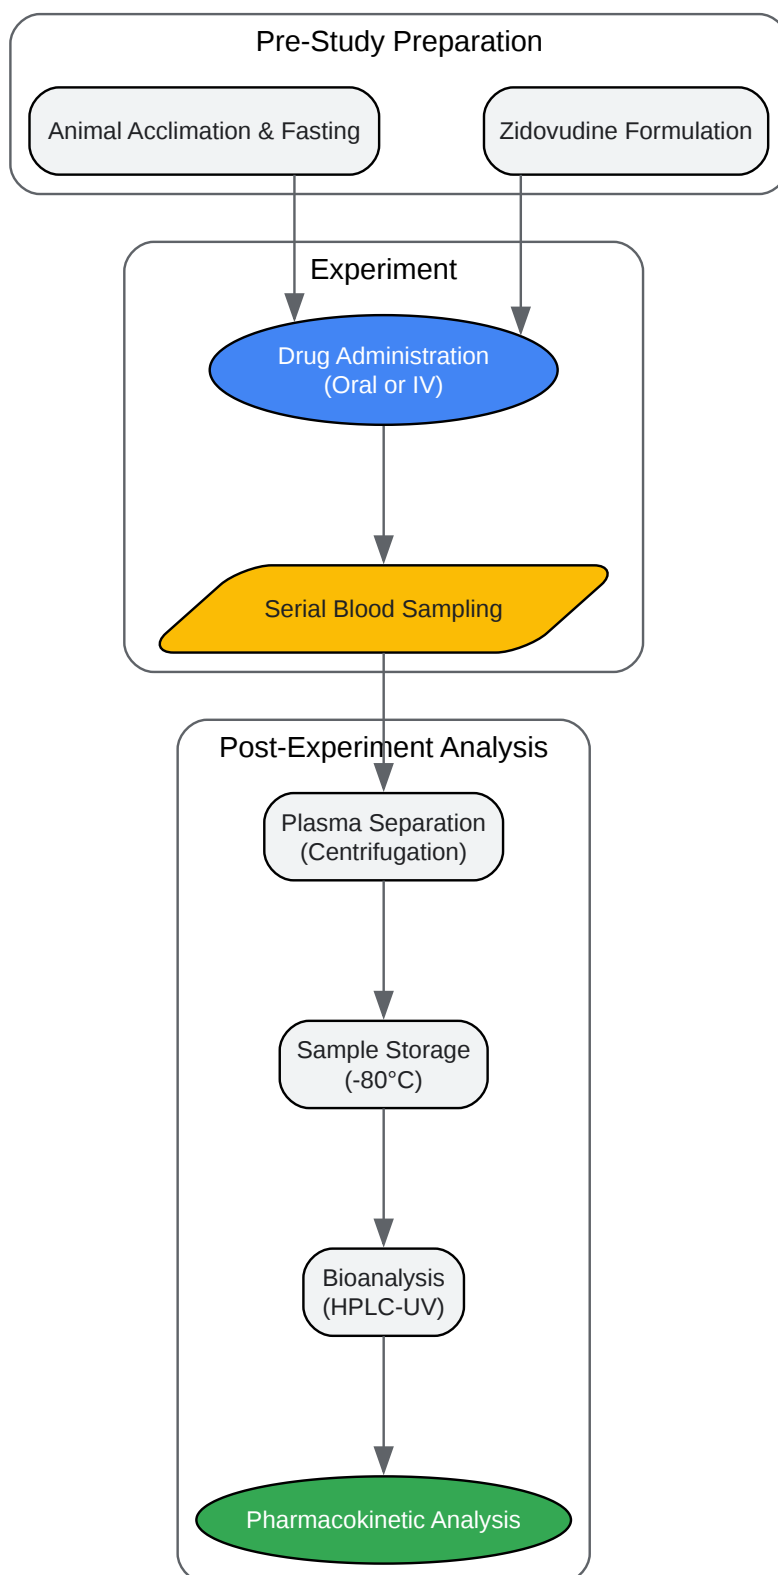 Pre-Study Preparation
Animal Acclimation & Fasting
Zidovudine Formulation
Experiment
Drug Administration
(Oral or IV)
Serial Blood Sampling
Post-Experiment Analysis
Plasma Separation
(Centrifugation)
Sample Storage
(-80°C)
Bioanalysis
(HPLC-UV)
Pharmacokinetic Analysis